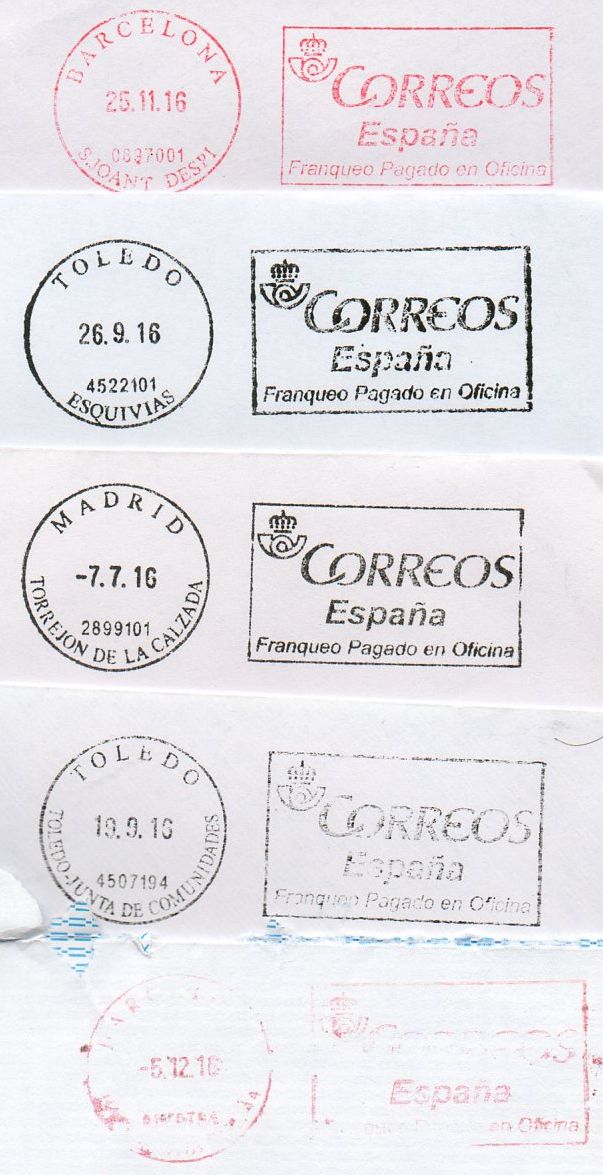 BARCELONA
25.11.16
0837001
S.JOANT DESPI
CORREOS
España
Franqueo Pagado en Oficina
TOLEDO
26.9.16
4522101
ESQUIVIAS
CORREOS
España
Franqueo Pagado en Oficina
MADRID
-7.7.16
2899101
TORREJON DE LA CALZADA
CORREOS
España
Franqueo Pagado en Oficina
TOLEDO
19.9.16
4507194
TOLEDO-JUNTA DE COMUNIDADES
CORREOS
España
Franqueo Pagado en Oficina
-5.12.16
España
en Oficina